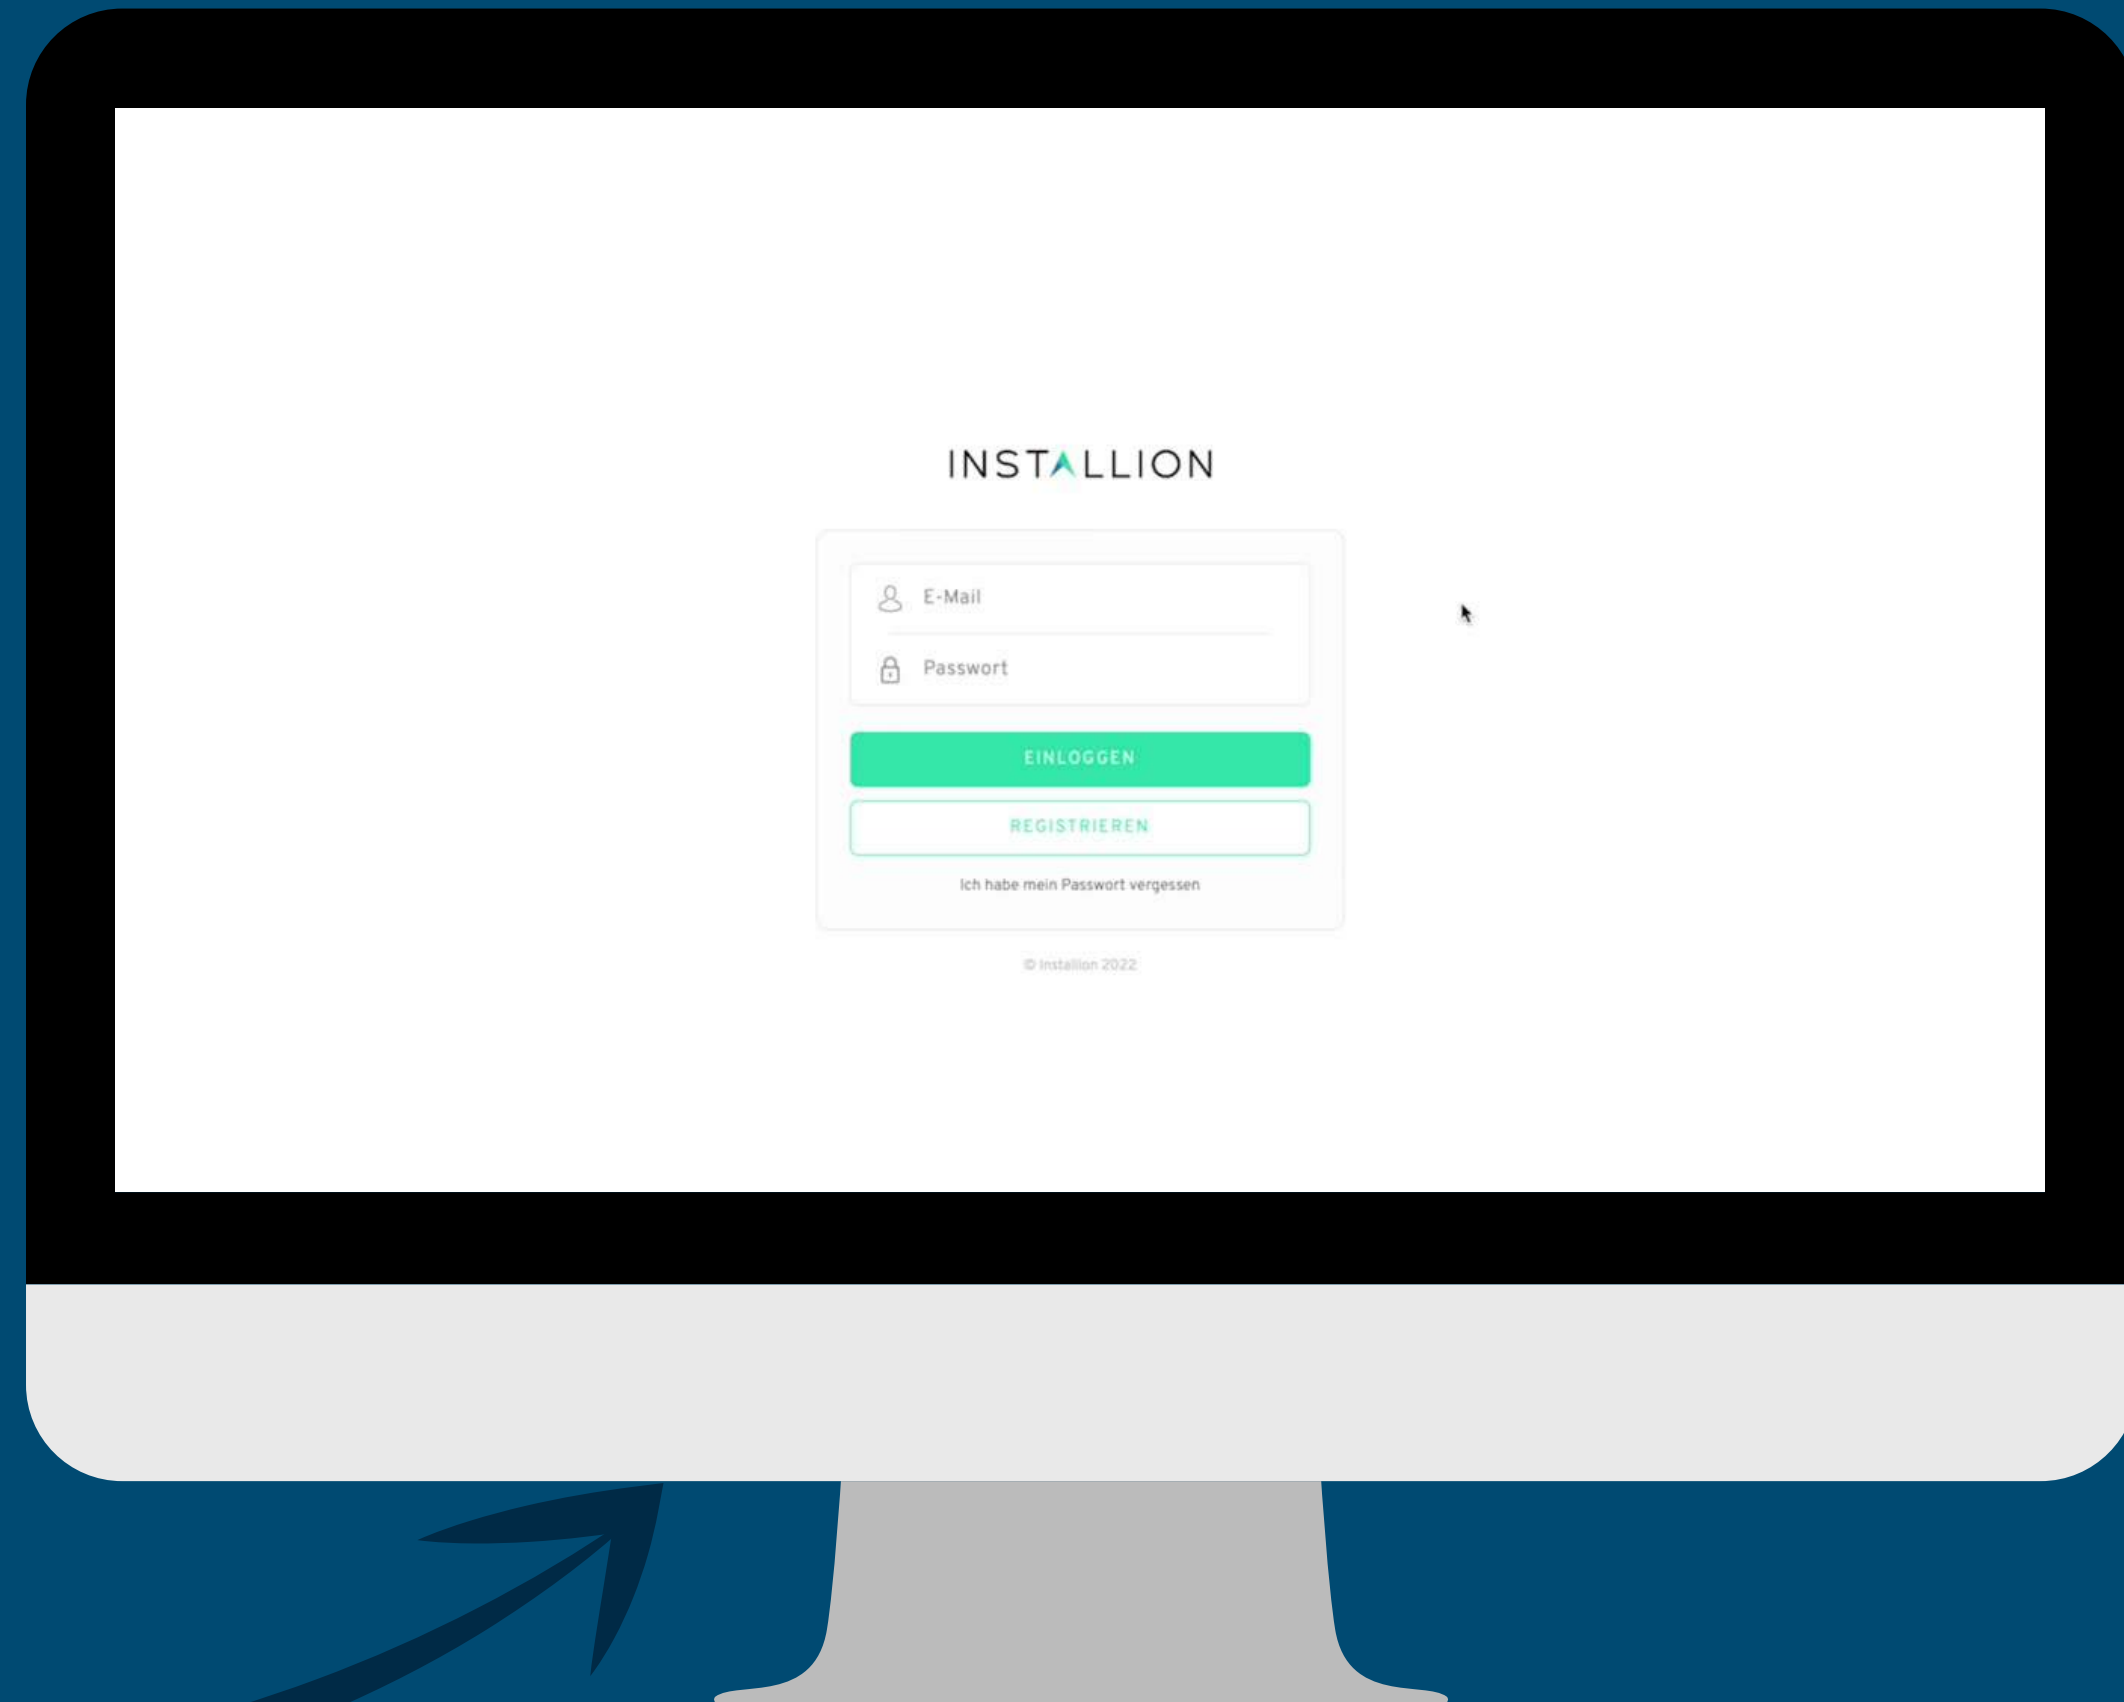 INSTALLION
E-Mail
Passwort
EINLOGGEN
REGISTRIEREN
Ich habe mein Passwort vergessen
© Installion 2022